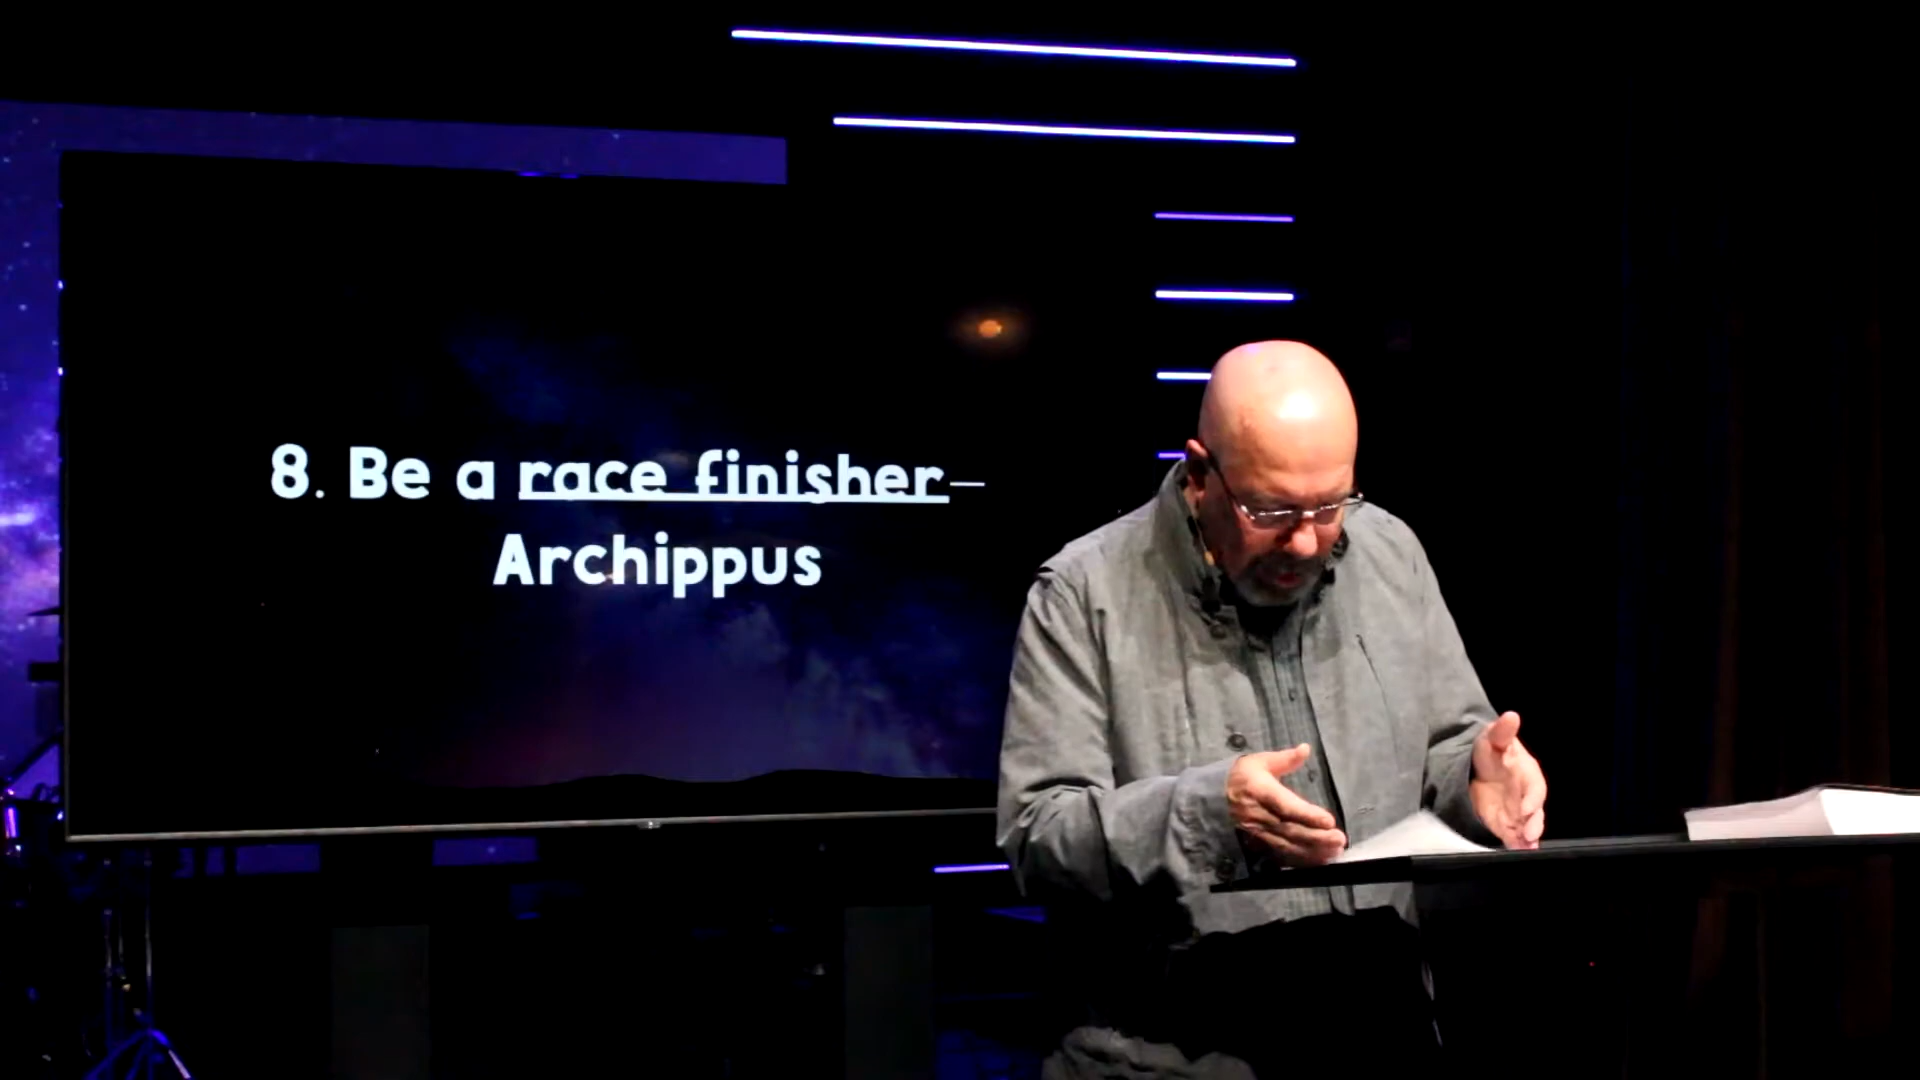 8. Be a race finisher—
Archippus